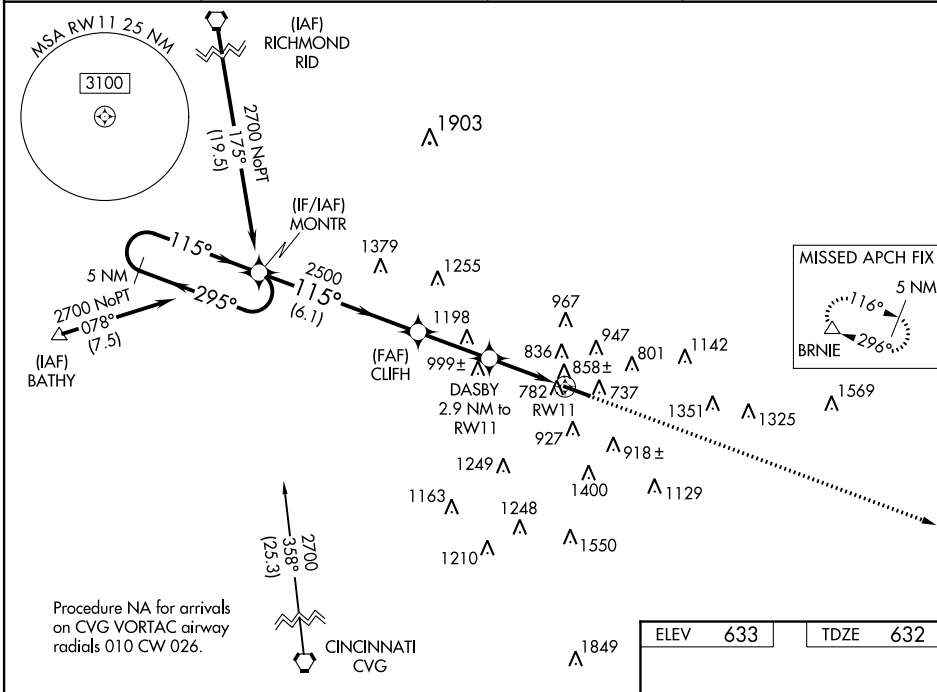 MSA RW11 25 NM
3100
(IAF)
RICHMOND
RID
2700 NoPT
175°
(19.5)
1903
(IF/IAF)
MONTR
115°
5 NM
295°
2700 NoPT
078°
(7.5)
(IAF)
BATHY
2500
115°
(6.1)
1379
1255
1198
999±
(FAF)
CLIFH
DASBY
2.9 NM to
RW11
967
836
947
858±
801
1142
782
RW11
737
MISSED APCH FIX
5 NM
116°
296°
BRNIE
1351
1325
1569
927
918±
1249
1400
1129
1163
1248
1210
1550
2700
358°
(25.3)
Procedure NA for arrivals
on CVG VORTAC airway
radials 010 CW 026.
CINCINNATI
CVG
1849
ELEV 633
TDZE 632